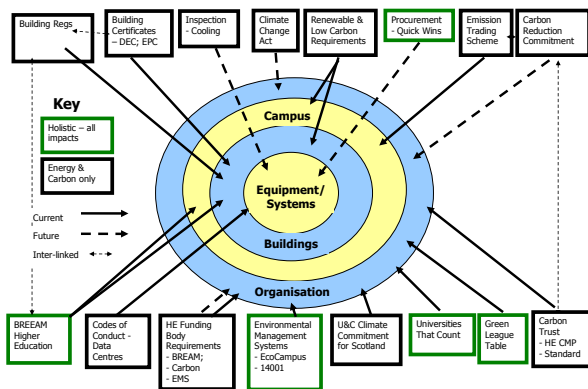 Building Regs
Building
Certificates
– DEC; EPC
Inspection
- Cooling
Climate
Change
Act
Renewable &
Low Carbon
Requirements
Procurement
- Quick Wins
Emission
Trading
Scheme
Carbon
Reduction
Commitment
Key
Holistic – all
impacts
Energy &
Carbon only
Current
Future
Inter-linked
Campus
Equipment/
Systems
Buildings
Organisation
BREEAM
Higher
Education
Codes of
Conduct -
Data
Centres
HE Funding
Body
Requirements
- BREAM;
- Carbon
- EMS
Environmental
Management
Systems
- EcoCampus
- 14001
U&C Climate
Commitment
for Scotland
Universities
That Count
Green
League
Table
Carbon
Trust
- HE CMP
- Standard